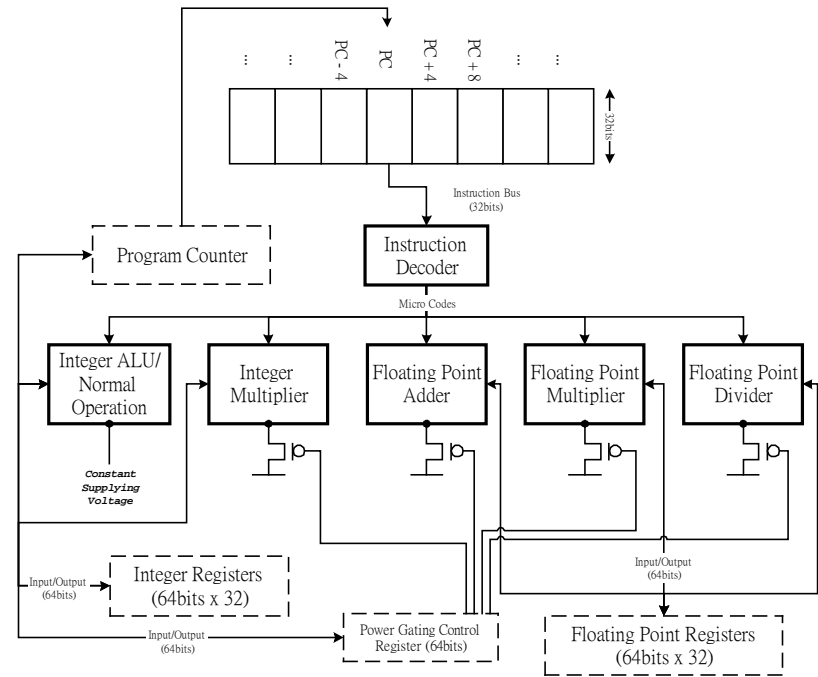 ...
...
PC - 4
PC
PC + 4
PC + 8
...
...
32bits
Instruction Bus
(32bits)
Program Counter
Instruction
Decoder
Micro Codes
Integer ALU/
Normal
Operation
Integer
Multiplier
Floating Point
Adder
Floating Point
Multiplier
Floating Point
Divider
Constant
Supplying
Voltage
Input/Output
(64bits)
Integer Registers
(64bits x 32)
Input/Output
(64bits)
Input/Output
(64bits)
Power Gating Control
Register (64bits)
Floating Point Registers
(64bits x 32)